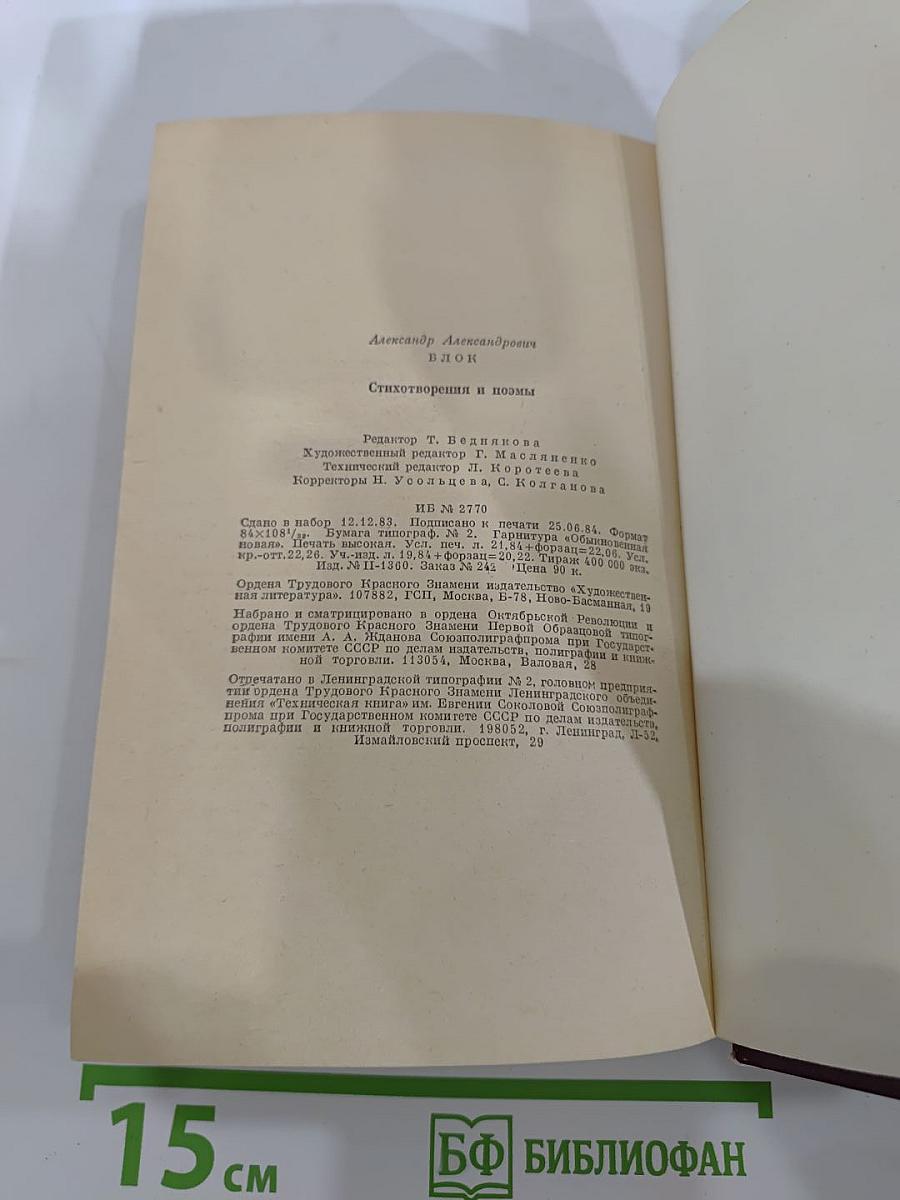 Александр Александрович
БЛОК
Стихотворения и поэмы
Редактор Т. Беднякова
Художественный редактор Г. Масляненко
Технический редактор Л. Коротеева
Корректоры Н. Усольцева, С. Колганова
ИБ № 2770
Сдано в набор 12.12.83. Подписано к печати 25.06.84. Формат
84×108¹/₃₂. Бумага типограф. № 2. Гарнитура «Обыкновенная
новая». Печать высокая. Усл. печ. л. 21,84+форзац=22,06. Усл.
кр.-отт. 22,26. Уч.-изд. л. 19,84+форзац=20,22. Тираж 400 000 экз.
Изд. № II-1360. Заказ № 242 Цена 90 к.
Ордена Трудового Красного Знамени издательство «Художествен-
ная литература». 107882, ГСП, Москва, Б-78, Ново-Басманная, 19
Набрано и сматрицировано в ордена Октябрьской Революции и
ордена Трудового Красного Знамени Первой Образцовой типо-
графии имени А. А. Жданова Союзполиграфпрома при Государст-
венном комитете СССР по делам издательств, полиграфии и книж-
ной торговли. 113054, Москва, Валовая, 28
Отпечатано в Ленинградской типографии № 2, головном предприя-
тии ордена Трудового Красного Знамени Ленинградского объеди-
нения «Техническая книга» им. Евгении Соколовой Союзполиграф-
прома при Государственном комитете СССР по делам издательств,
полиграфии и книжной торговли. 198052, г. Ленинград, Л-52,
Измайловский проспект, 29
15 см
БФ БИБЛИОФАН